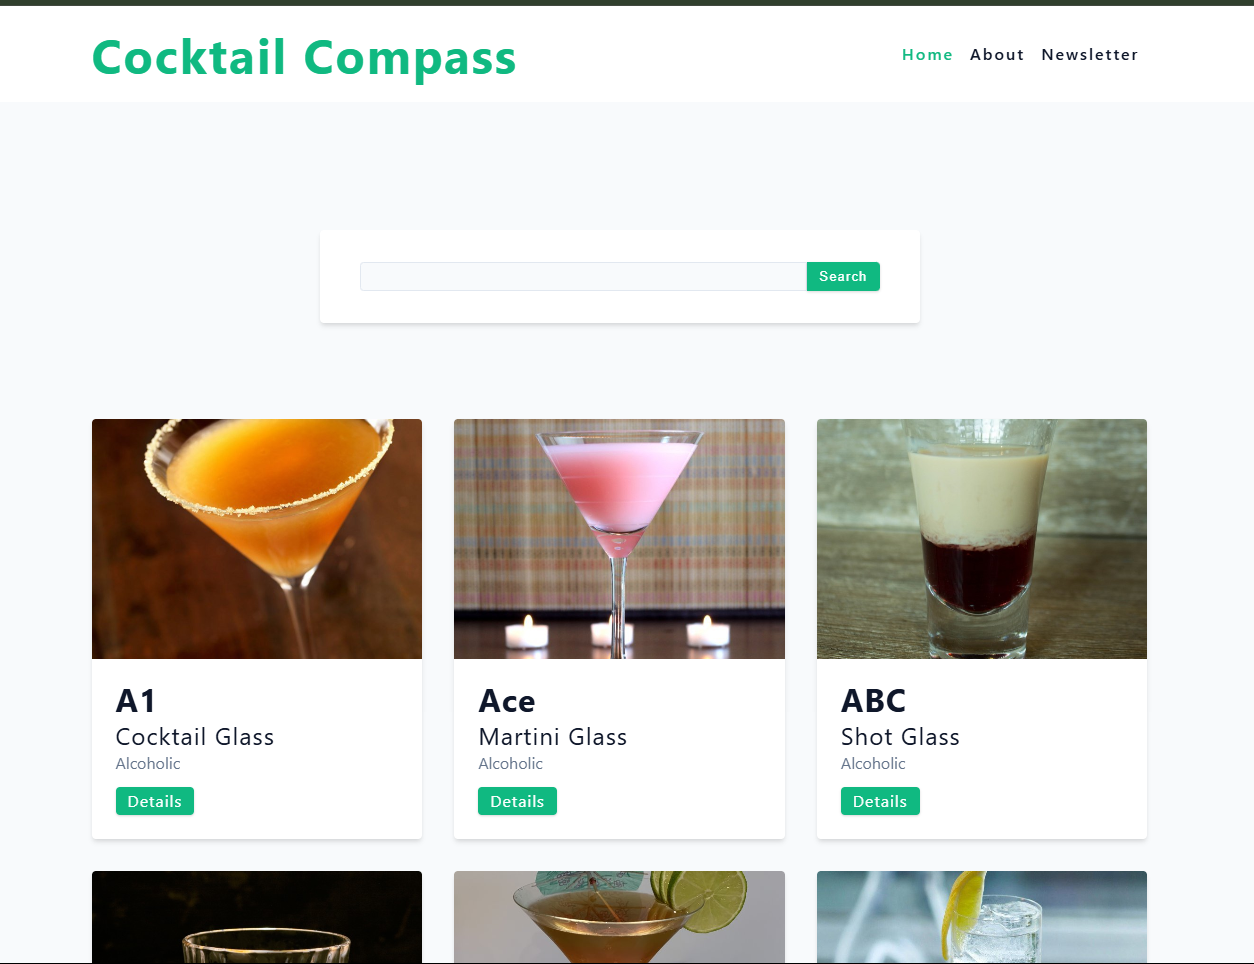 Cocktail Compass
Home About Newsletter
Search
A1
Cocktail Glass
Alcoholic
Details
Ace
Martini Glass
Alcoholic
Details
ABC
Shot Glass
Alcoholic
Details